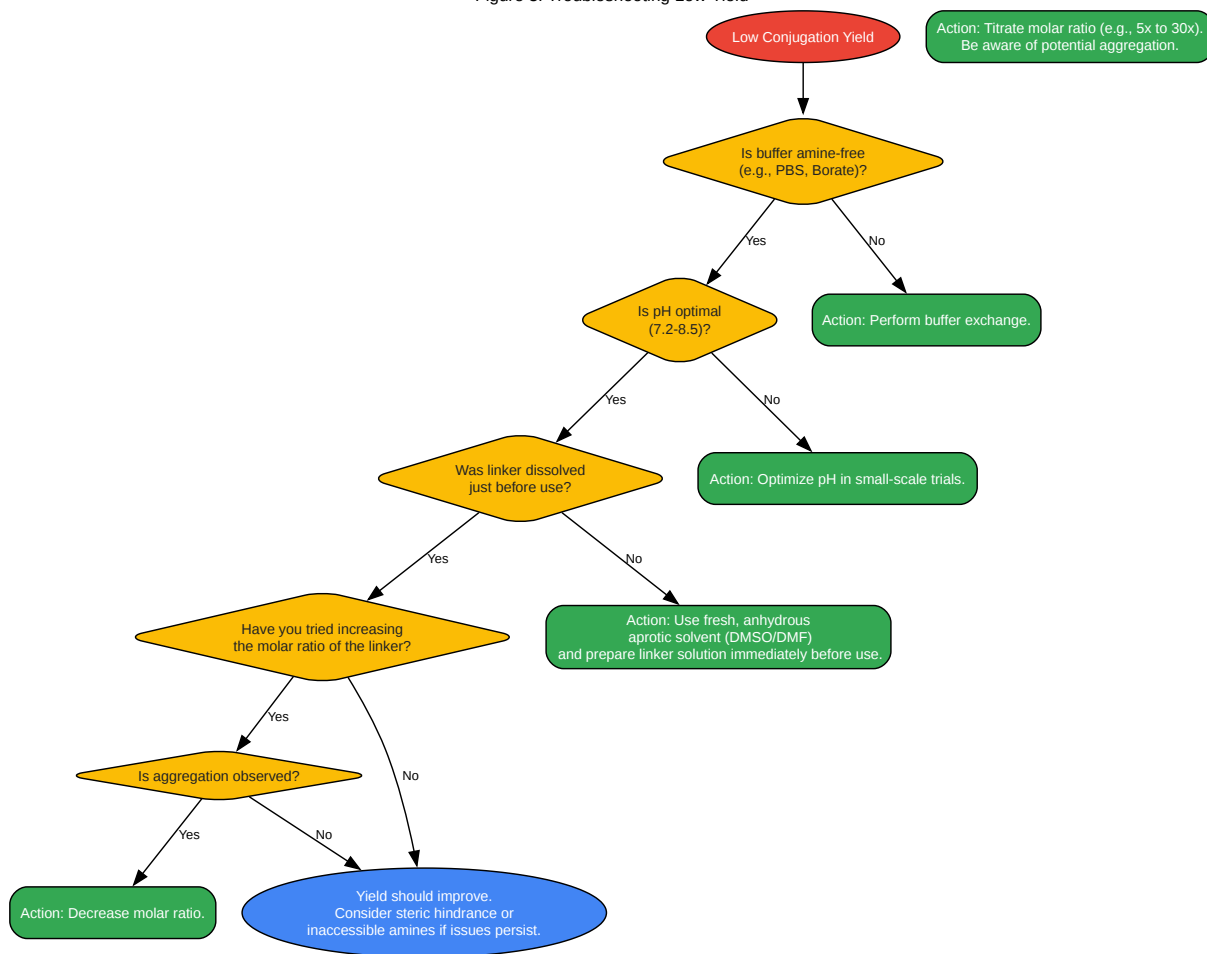 Low Conjugation Yield
Action: Titrate molar ratio (e.g., 5x to 30x).
Be aware of potential aggregation.
Is buffer amine-free
(e.g., PBS, Borate)?
Yes
No
Is pH optimal
(7.2-8.5)?
Action: Perform buffer exchange.
Yes
No
Was linker dissolved
just before use?
Action: Optimize pH in small-scale trials.
Yes
No
Have you tried increasing
the molar ratio of the linker?
Action: Use fresh, anhydrous
aprotic solvent (DMSO/DMF)
and prepare linker solution immediately before use.
Yes
No
Is aggregation observed?
Yes
No
Action: Decrease molar ratio.
Yield should improve.
Consider steric hindrance or
inaccessible amines if issues persist.